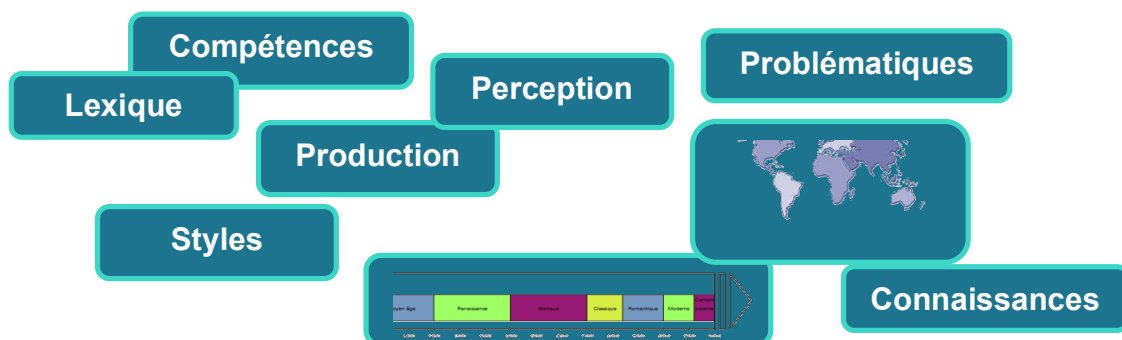 Compétences
Lexique
Perception
Problématiques
Production
Styles
Renaissance
Baroque
Classique
Romantique
Moderne
Connaissances